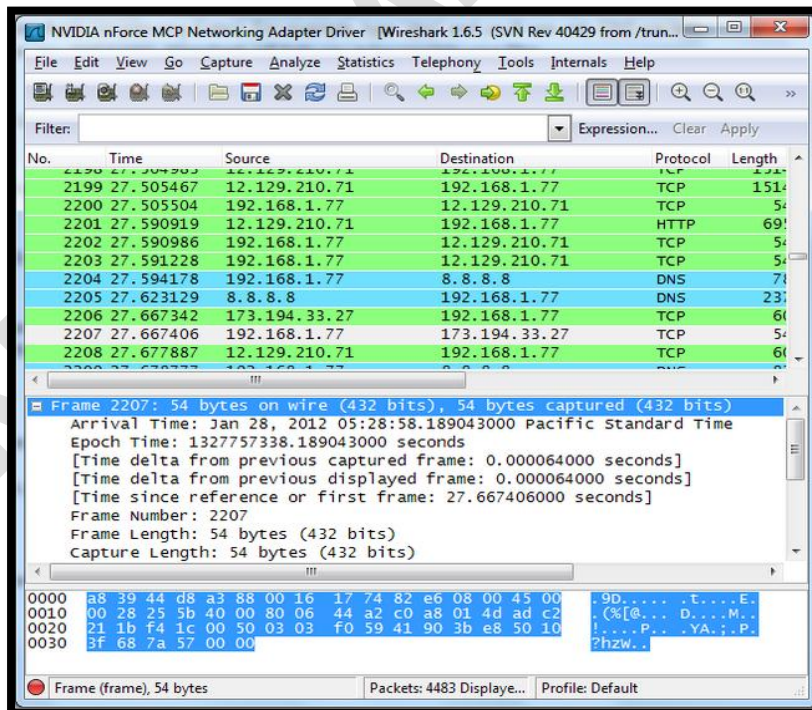 NVIDIA nForce MCP Networking Adapter Driver [Wireshark 1.6.5 (SVN Rev 40429 from /trun...
File Edit View Go Capture Analyze Statistics Telephony Tools Internals Help
Filter: Expression... Clear Apply
No. Time Source Destination Protocol Length
2199 27.505467 12.129.210.71 192.168.1.77 TCP 1514
2200 27.505504 192.168.1.77 12.129.210.71 TCP 54
2201 27.590919 12.129.210.71 192.168.1.77 HTTP 69
2202 27.590986 192.168.1.77 12.129.210.71 TCP 54
2203 27.591228 192.168.1.77 12.129.210.71 TCP 54
2204 27.594178 192.168.1.77 8.8.8.8 DNS 78
2205 27.623129 8.8.8.8 192.168.1.77 DNS 237
2206 27.667342 173.194.33.27 192.168.1.77 TCP 60
2207 27.667406 192.168.1.77 173.194.33.27 TCP 54
2208 27.677887 12.129.210.71 192.168.1.77 TCP 60
Frame 2207: 54 bytes on wire (432 bits), 54 bytes captured (432 bits)
Arrival Time: Jan 28, 2012 05:28:58.189043000 Pacific Standard Time
Epoch Time: 1327757338.189043000 seconds
[Time delta from previous captured frame: 0.000064000 seconds]
[Time delta from previous displayed frame: 0.000064000 seconds]
[Time since reference or first frame: 27.667406000 seconds]
Frame Number: 2207
Frame Length: 54 bytes (432 bits)
Capture Length: 54 bytes (432 bits)
0000 a8 39 44 d8 a3 88 00 16 17 74 82 e6 08 00 45 00 .9D..... .t....E.
0010 00 28 25 5b 40 00 80 06 44 a2 c0 a8 01 4d ad c2 .(%[@... D....M..
0020 21 1b f4 1c 00 50 03 03 f0 59 41 90 3b e8 50 10 !....P.. .YA.;.P.
0030 3f 68 7a 57 00 00 ?hzW..
Frame (frame), 54 bytes Packets: 4483 Displaye... Profile: Default